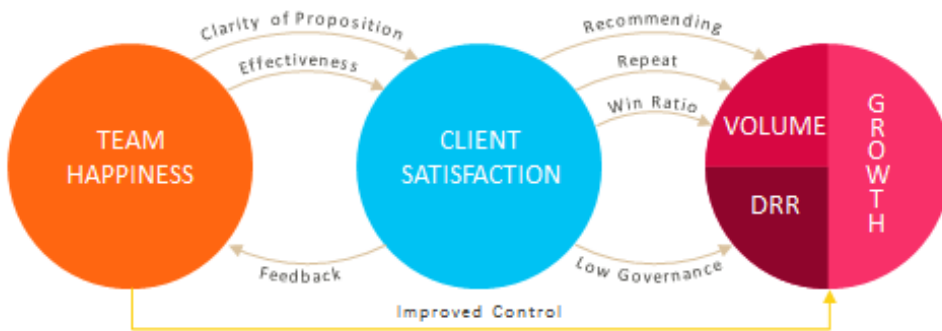 Clarity of Proposition
Effectiveness
Recommending
Repeat
Win Ratio
TEAM
HAPPINESS
CLIENT
SATISFACTION
VOLUME
DRR
GROWTH
Feedback
Low Governance
Improved Control